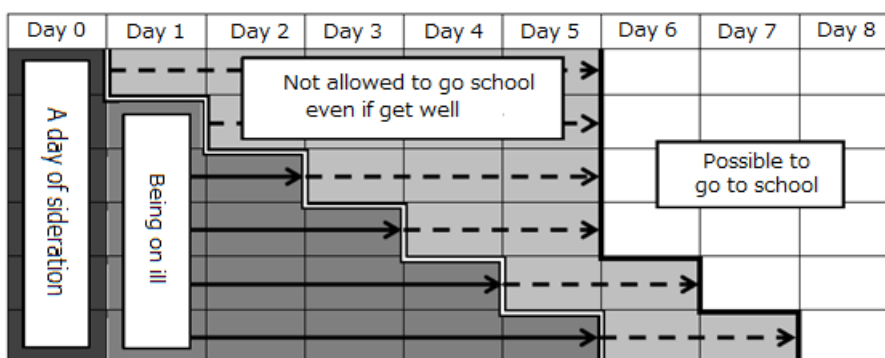 Day 0 Day 1 Day 2 Day 3 Day 4 Day 5 Day 6 Day 7 Day 8
Not allowed to go school
even if get well
A day of sideration
Being on ill
Possible to
go to school